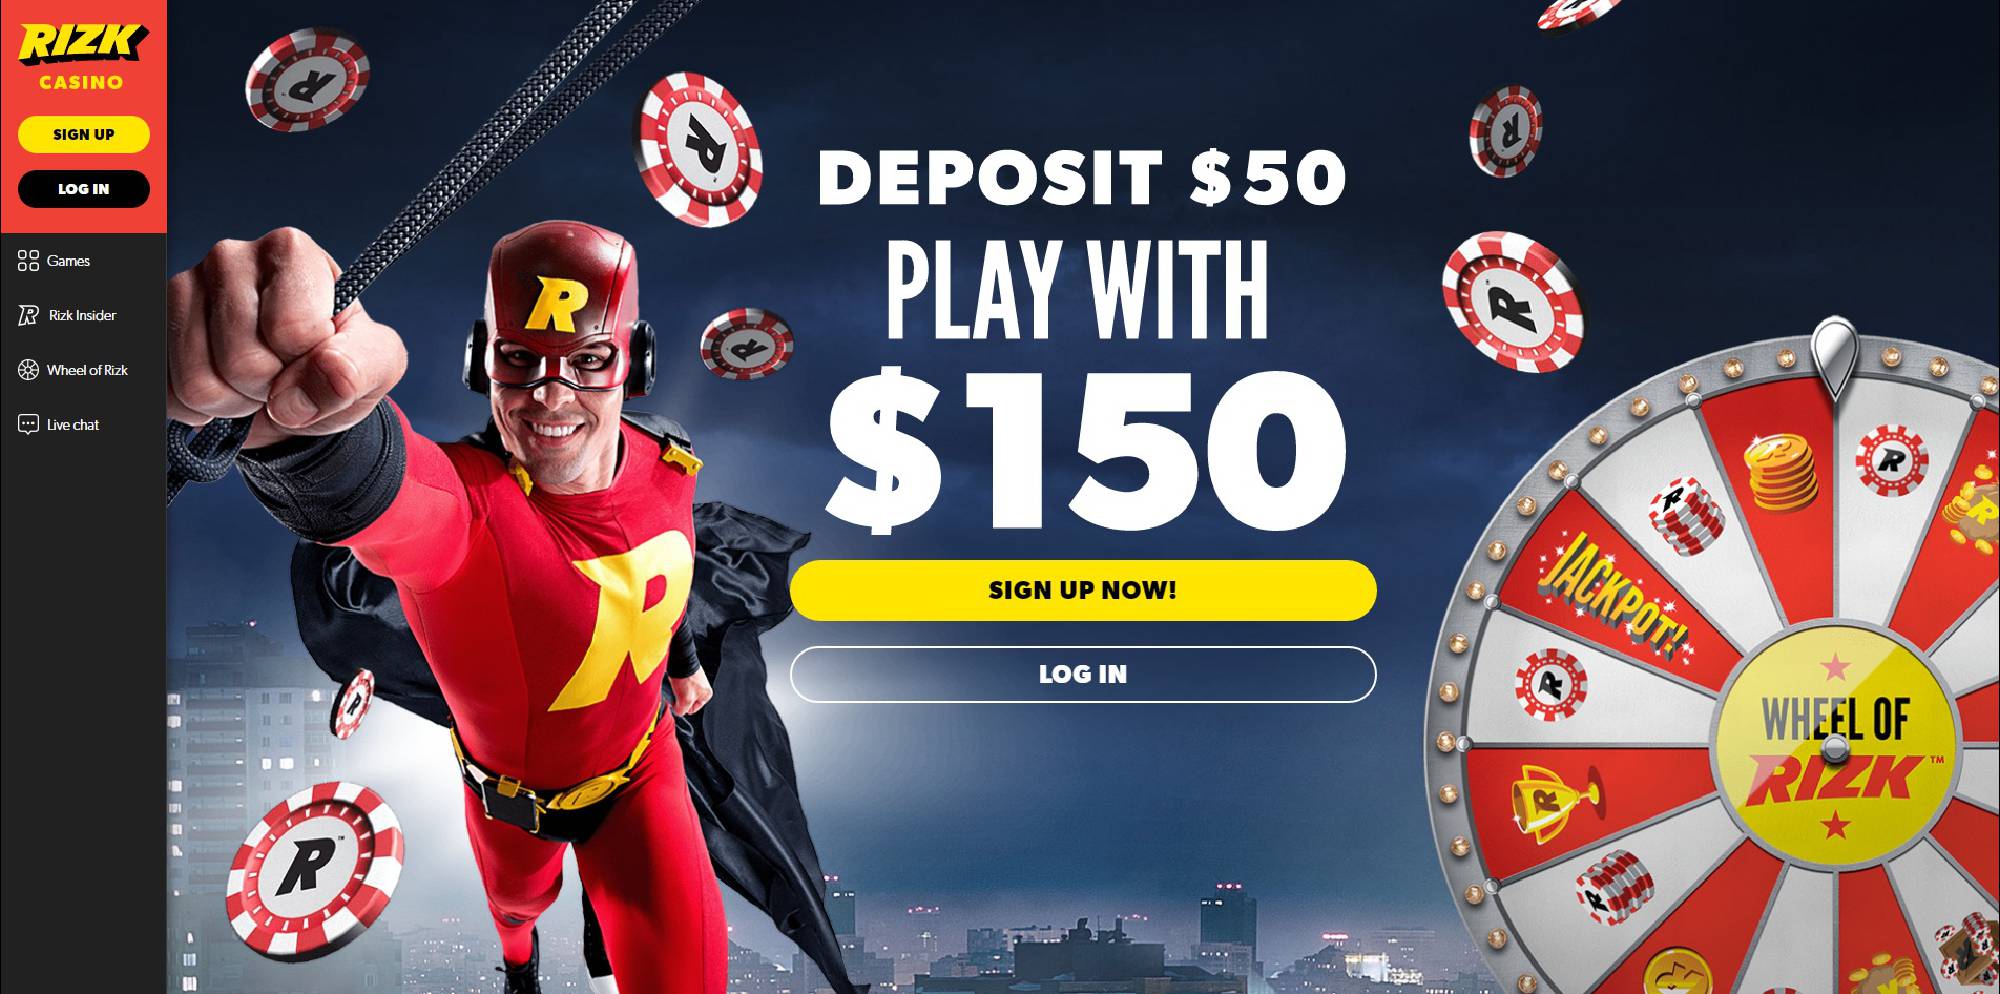 RIZK
CASINO
SIGN UP
LOG IN
Games
Rizk Insider
Wheel of Rizk
Live chat
DEPOSIT $50
PLAY WITH
$150
SIGN UP NOW!
LOG IN
R
R
R
R
R
R
R
R
R
JACKPOT!
WHEEL OF
RIZK™